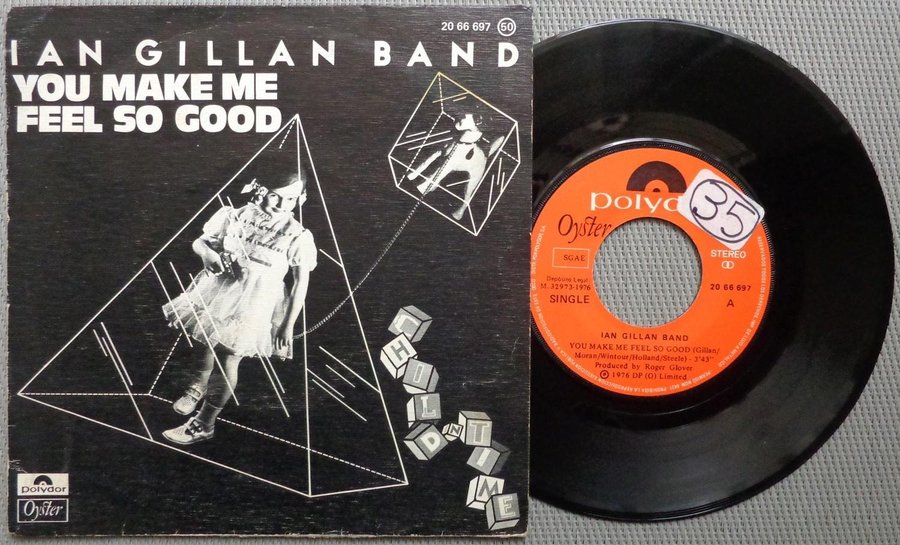 20 66 697 50
IAN GILLAN BAND
YOU MAKE ME
FEEL SO GOOD
CHILD
IN
TIME
polydor
Oyster
polydor
35
Oyster
STEREO
SGAE
Deposito Legal
M. 32973-1976
SINGLE
20 66 697
A
IAN GILLAN BAND
YOU MAKE ME FEEL SO GOOD (Gillan/
Moran/Wintour/Holland/Steele) - 3'43"
Produced by Roger Glover
℗ 1976 DP (O) Limited